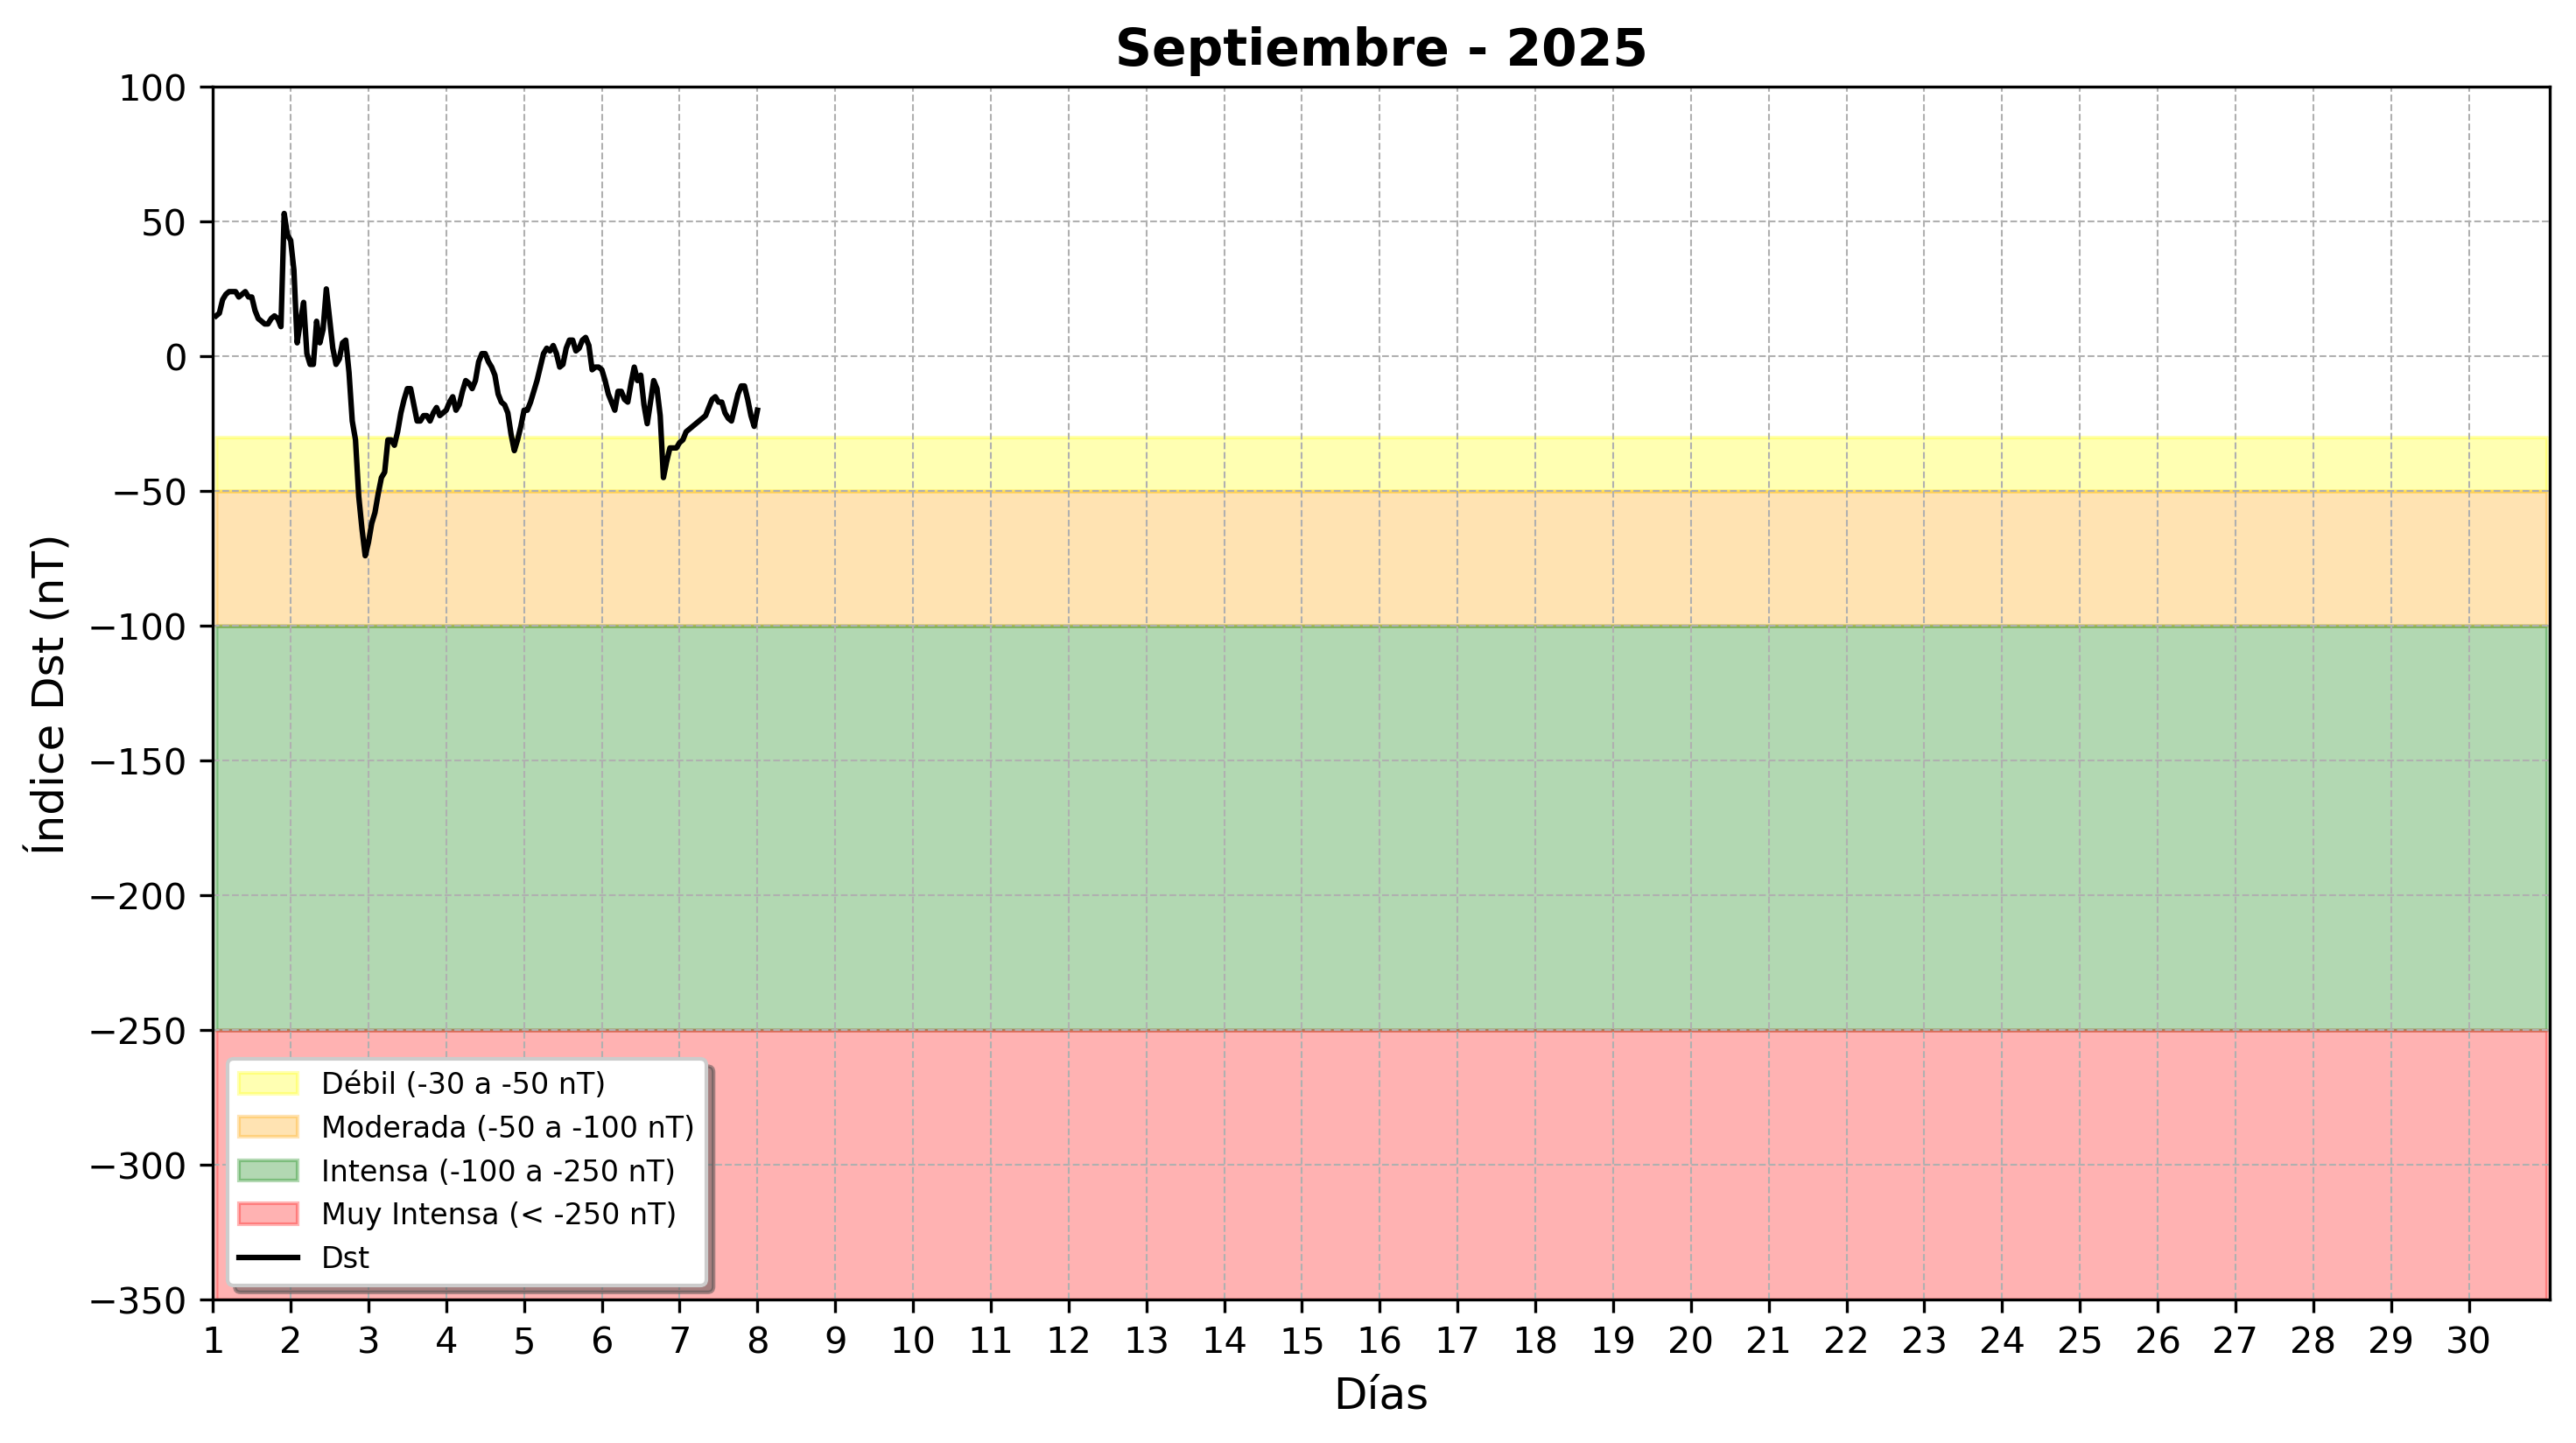 Septiembre - 2025
100
50
0
−50
−100
−150
−200
−250
−300
−350
Índice Dst (nT)
Débil (-30 a -50 nT)
Moderada (-50 a -100 nT)
Intensa (-100 a -250 nT)
Muy Intensa (< -250 nT)
Dst
1 2 3 4 5 6 7 8 9 10 11 12 13 14 15 16 17 18 19 20 21 22 23 24 25 26 27 28 29 30
Días